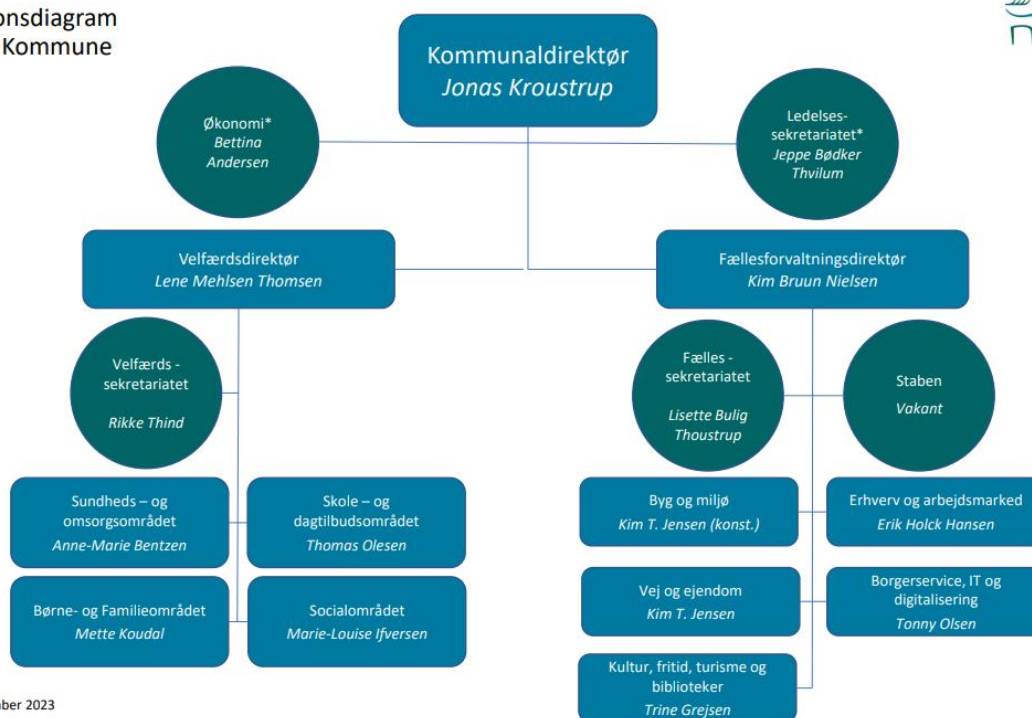 onsdiagram
Kommune
Kommunaldirektør
Jonas Kroustrup
Økonomi*
Bettina
Andersen
Ledelses-
sekretariatet*
Jeppe Bødker
Thvilum
Velfærdsdirektør
Lene Mehlsen Thomsen
Fællesforvaltningsdirektør
Kim Bruun Nielsen
Velfærds -
sekretariatet
Rikke Thind
Fælles -
sekretariatet
Lisette Bulig
Thoustrup
Staben
Vakant
Sundheds – og
omsorgsområdet
Anne-Marie Bentzen
Skole – og
dagtilbudsområdet
Thomas Olesen
Byg og miljø
Kim T. Jensen (konst.)
Erhverv og arbejdsmarked
Erik Holck Hansen
Børne- og Familieområdet
Mette Koudal
Socialområdet
Marie-Louise Ifversen
Vej og ejendom
Kim T. Jensen
Borgerservice, IT og
digitalisering
Tonny Olsen
Kultur, fritid, turisme og
biblioteker
Trine Grejsen
ber 2023